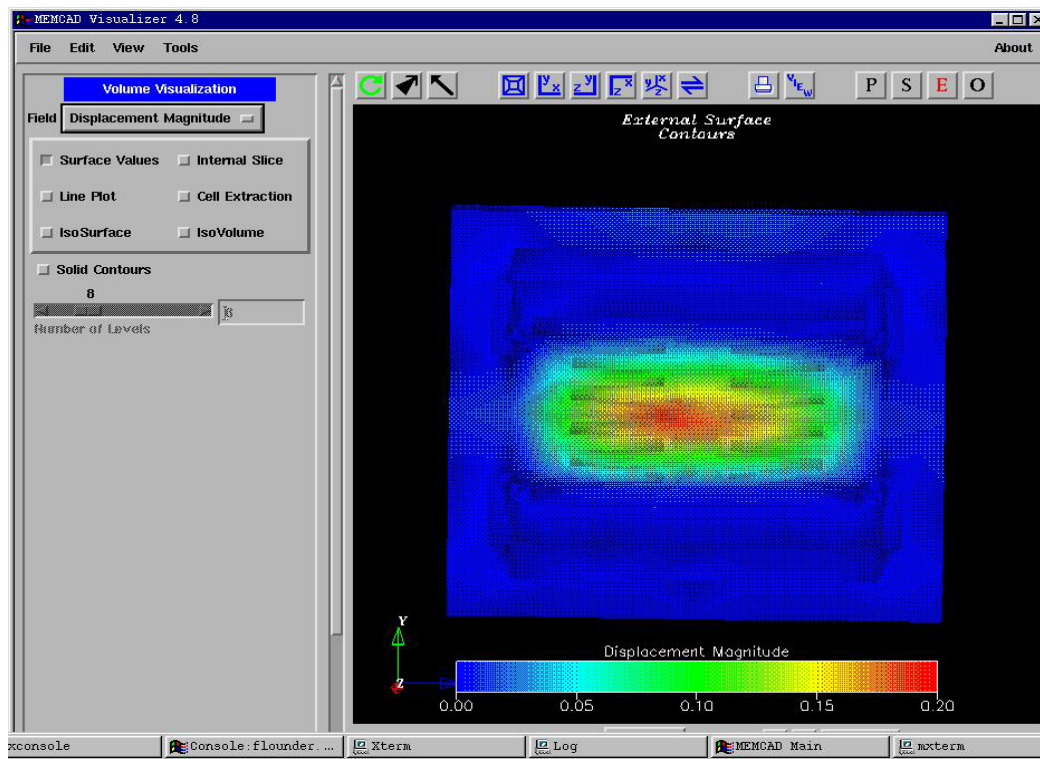 MEMCAD Visualizer 4.8
File Edit View Tools About
Volume Visualization
Field Displacement Magnitude
Surface Values Internal Slice
Line Plot Cell Extraction
IsoSurface IsoVolume
Solid Contours
8
Number of Levels
y x z y z x y x z VIEW P S E O
External Surface
Contours
Y
Z
Displacement Magnitude
0.00 0.05 0.10 0.15 0.20
xconsole Console:flounder.... Xterm Log MEMCAD Main mxterm